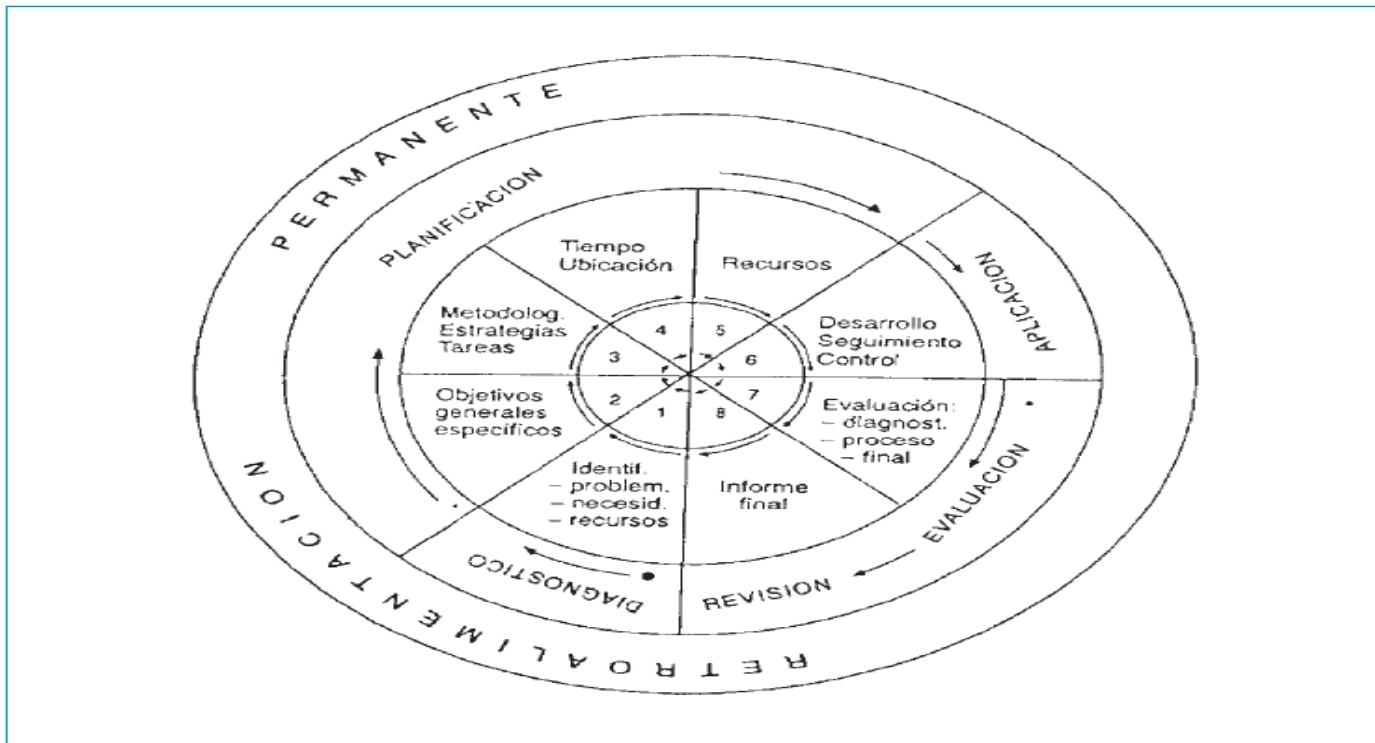 RETROALIMENTACION
PERMANENTE
DIAGNOSTICO
PLANIFICACION
APLICACION
EVALUACION
REVISION
1
Identif.
– problem.
– necesid.
– recursos
2
Objetivos
generales
específicos
3
Metodolog.
Estrategias
Tareas
4
Tiempo
Ubicación
5
Recursos
6
Desarrollo
Seguimiento
Control
7
Evaluación:
– diagnost.
– proceso
– final
8
Informe
final